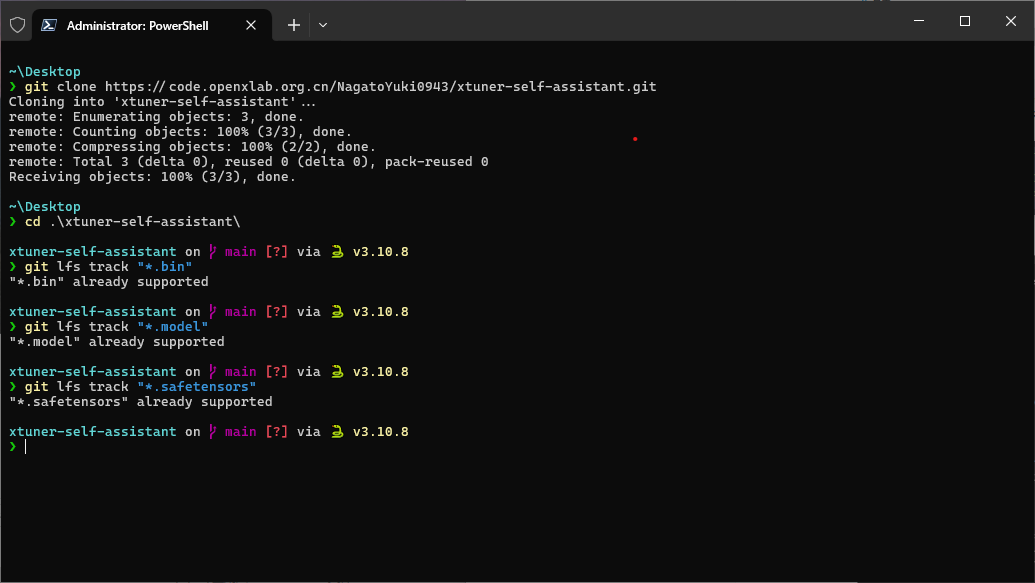 Administrator: PowerShell
~\Desktop
❯ git clone https://code.openxlab.org.cn/NagatoYuki0943/xtuner-self-assistant.git
Cloning into 'xtuner-self-assistant'...
remote: Enumerating objects: 3, done.
remote: Counting objects: 100% (3/3), done.
remote: Compressing objects: 100% (2/2), done.
remote: Total 3 (delta 0), reused 0 (delta 0), pack-reused 0
Receiving objects: 100% (3/3), done.
~\Desktop
❯ cd .\xtuner-self-assistant\
xtuner-self-assistant on main [?] via v3.10.8
❯ git lfs track "*.bin"
"*.bin" already supported
xtuner-self-assistant on main [?] via v3.10.8
❯ git lfs track "*.model"
"*.model" already supported
xtuner-self-assistant on main [?] via v3.10.8
❯ git lfs track "*.safetensors"
"*.safetensors" already supported
xtuner-self-assistant on main [?] via v3.10.8
❯